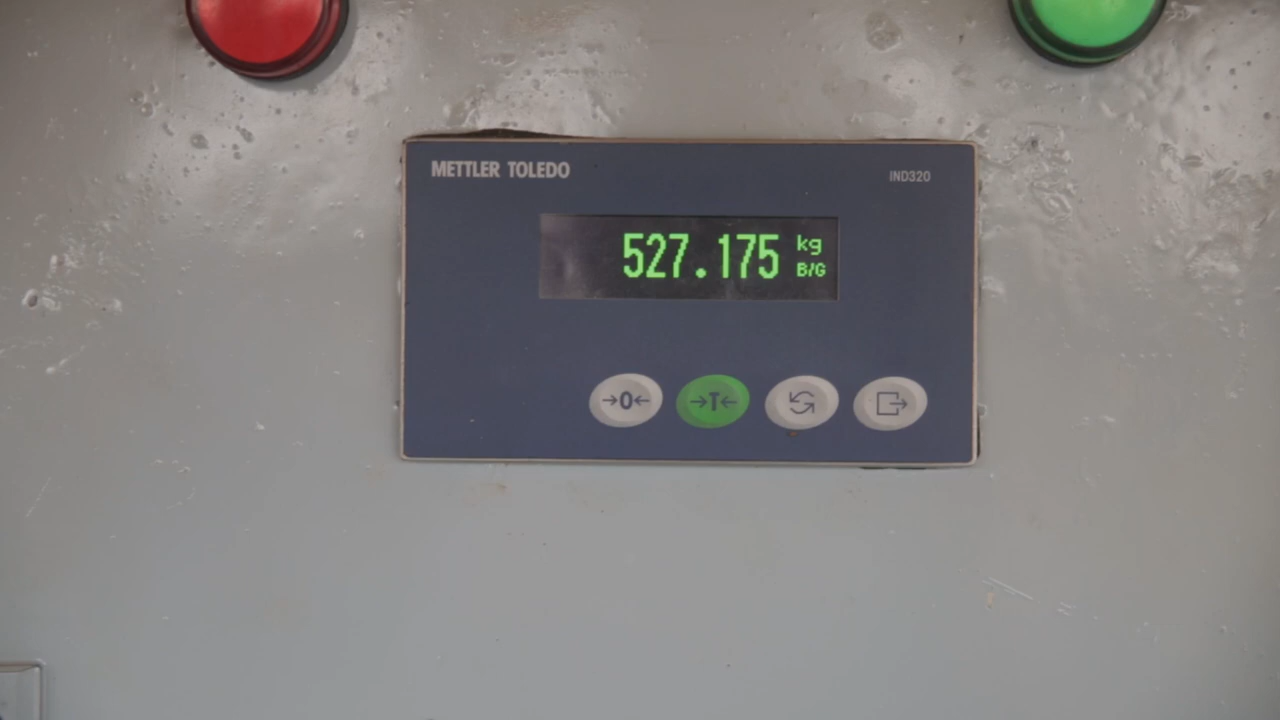 METTLER TOLEDO
IND320
527.175 kg
B/G
→0← →T←